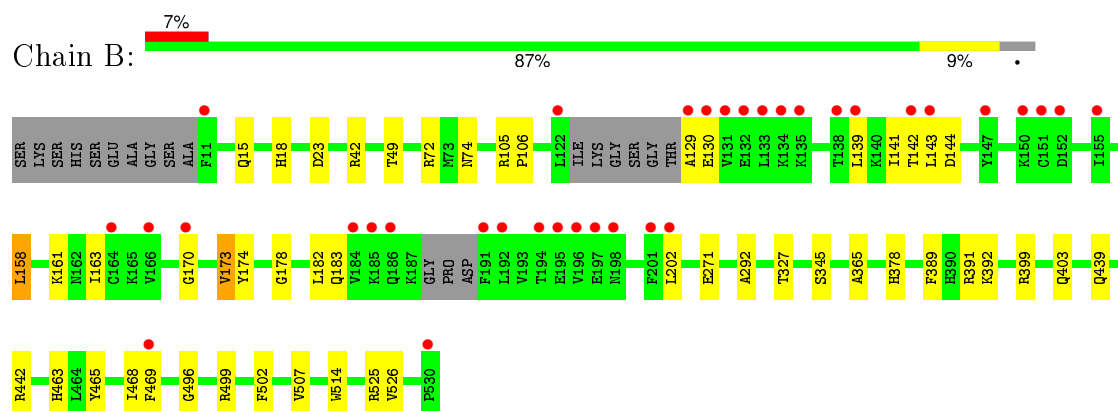 7%
Chain B:
87% 9% •
SER LYS SER HIS SER GLU ALA GLY SER ALA F11 Q15 H18 D23 R42 T49 R72 M73 N74 R105 P106 L122 ILE LYS GLY SER GLY THR A129 E130 V131 E132 L133 K134 K135 T138 L139 K140 I141 T142 L143 D144 Y147 K150 C151 D152 I155
L158 K161 N162 I163 C164 K165 V166 G170 V173 Y174 G178 L182 Q183 V184 K185 Q186 K187 GLY PRO ASP F191 L192 V193 T194 E195 V196 E197 N198 F201 L202 E271 A292 T327 S345 A365 H378 F389 H390 R391 K392 R399 Q403 Q439
R442 H463 L464 Y465 I468 F469 G496 R499 F502 V507 W514 R525 V526 P530